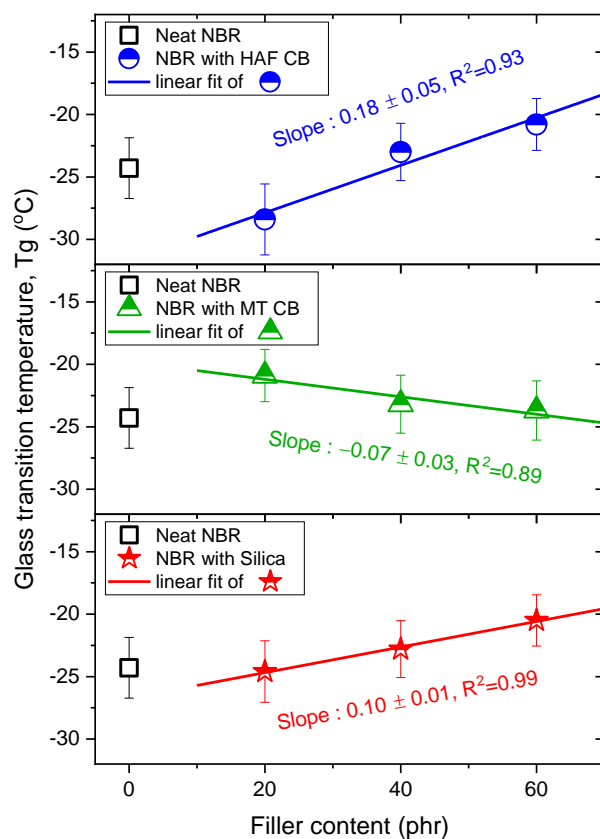 Glass transition temperature, Tg (°C)
-15
-20
-25
-30
Neat NBR
NBR with HAF CB
linear fit of
Slope : 0.18 ± 0.05, R²=0.93
-15
-20
-25
-30
Neat NBR
NBR with MT CB
linear fit of
Slope : −0.07 ± 0.03, R²=0.89
-15
-20
-25
-30
Neat NBR
NBR with Silica
linear fit of
Slope : 0.10 ± 0.01, R²=0.99
0 20 40 60
Filler content (phr)